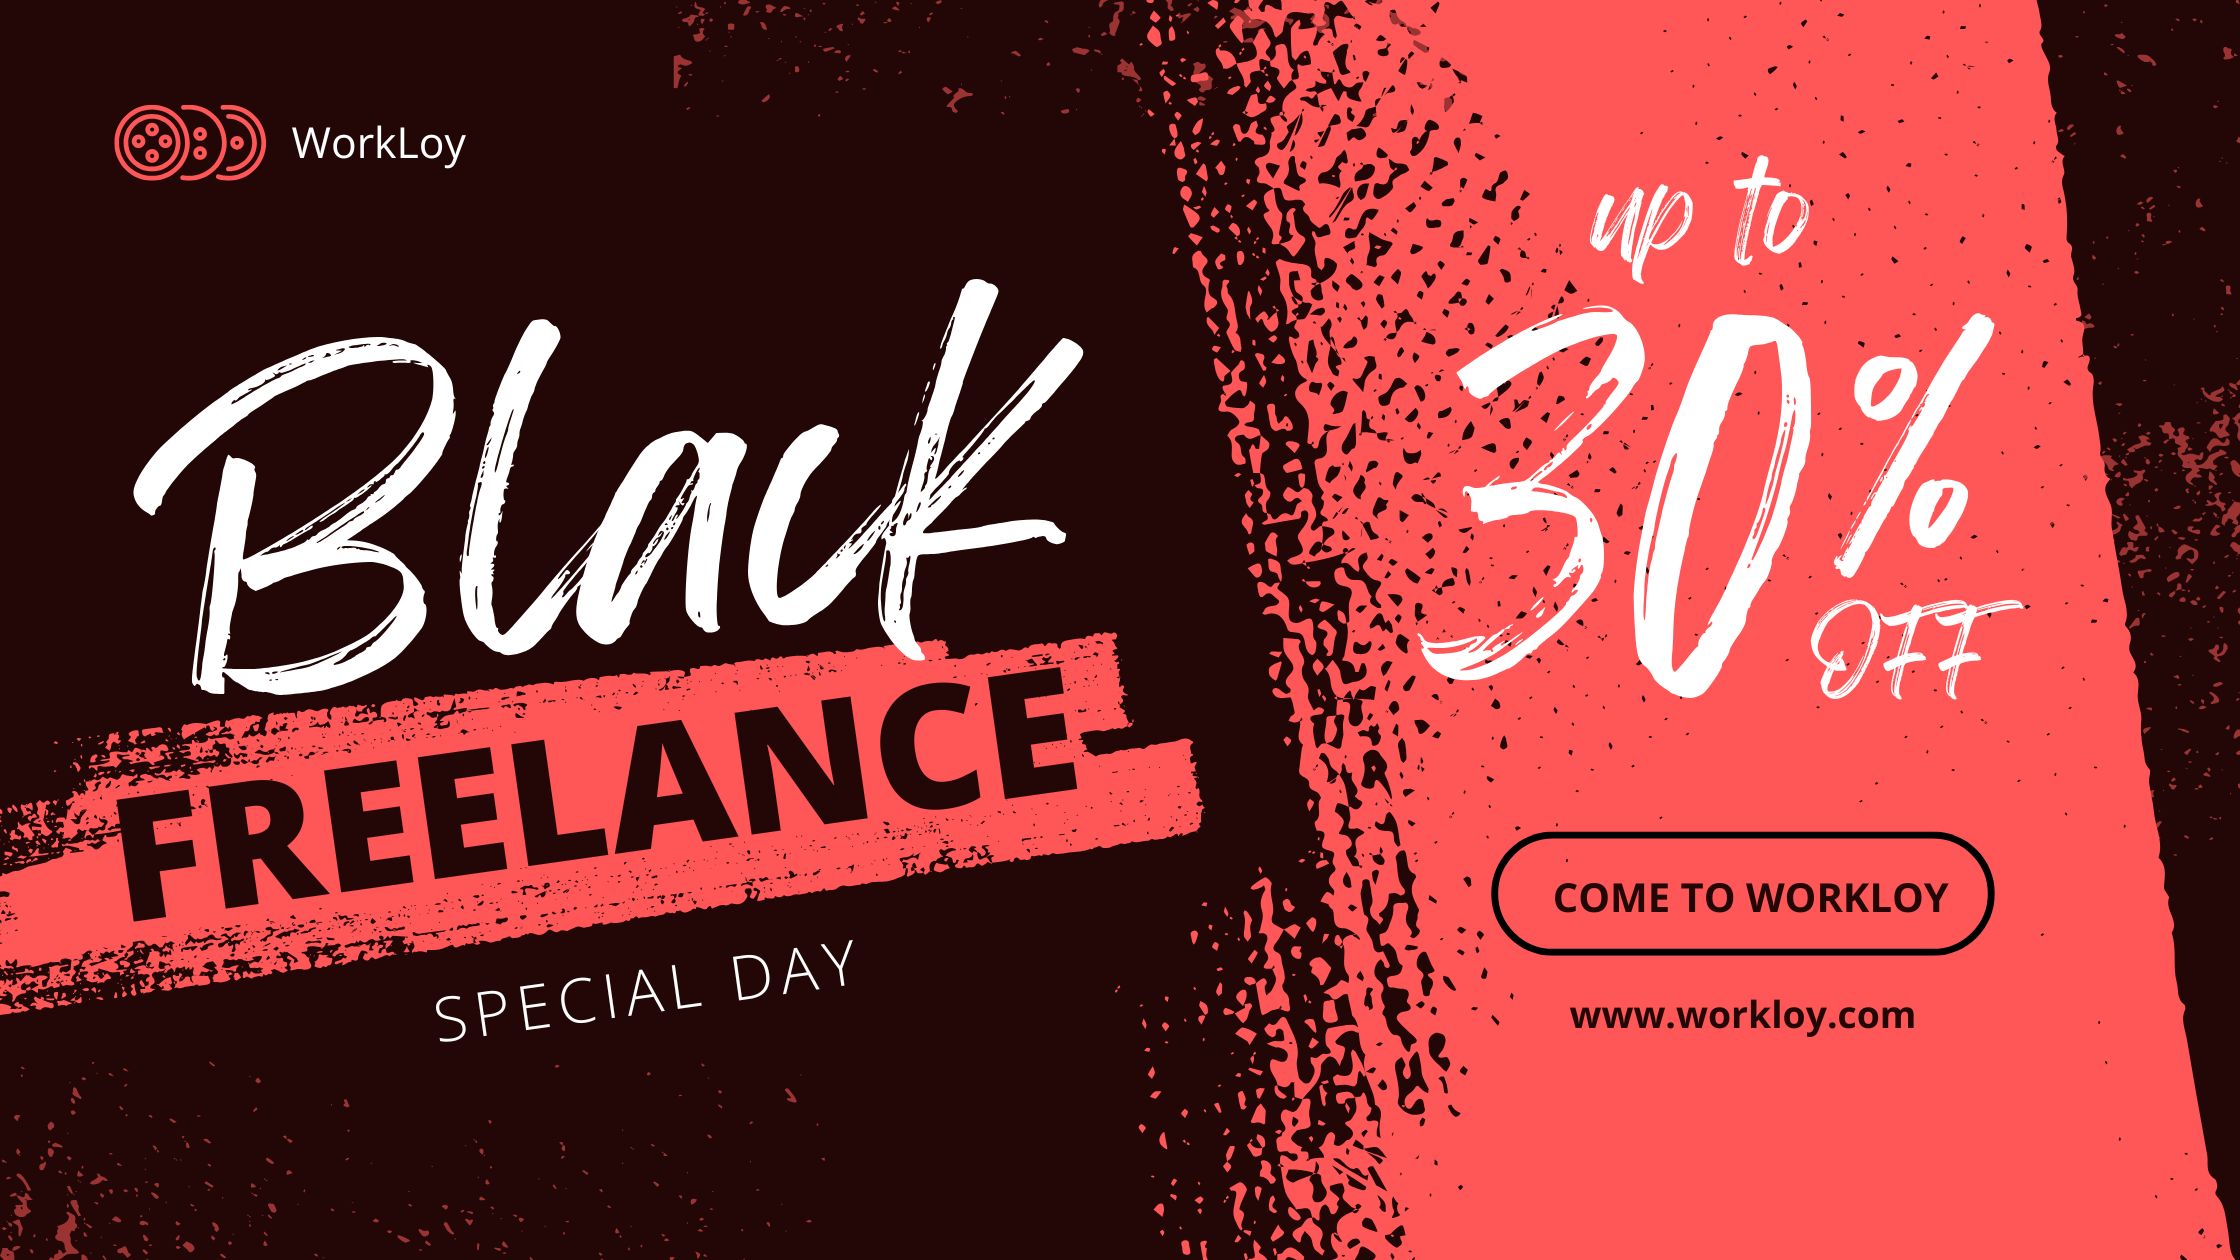 WorkLoy
Black
FREELANCE
SPECIAL DAY
up to
30%
OFF
COME TO WORKLOY
www.workloy.com